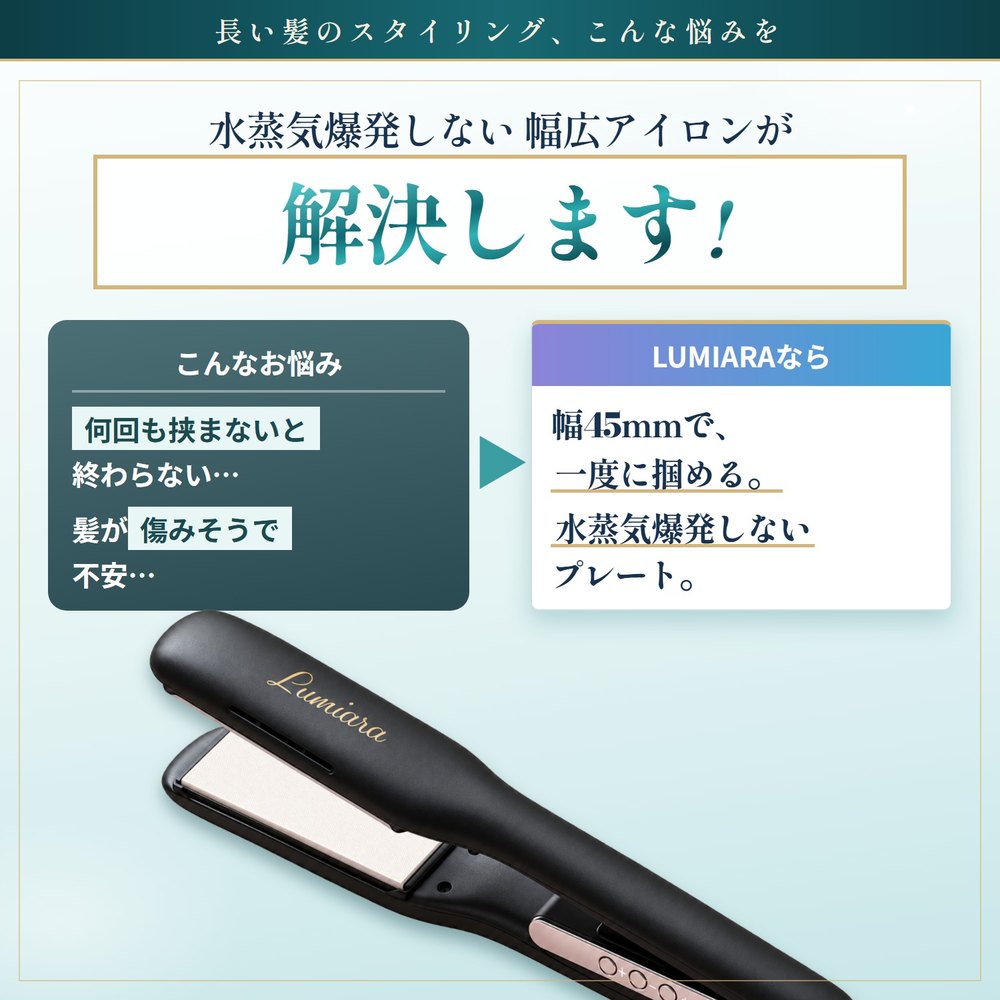 長い髪のスタイリング、こんな悩みを
水蒸気爆発しない 幅広アイロンが
解決します!
こんなお悩み
何回も挟まないと
終わらない…
髪が傷みそうで
不安…
LUMIARAなら
幅45mmで、
一度に掴める。
水蒸気爆発しない
プレート。
Lumiara